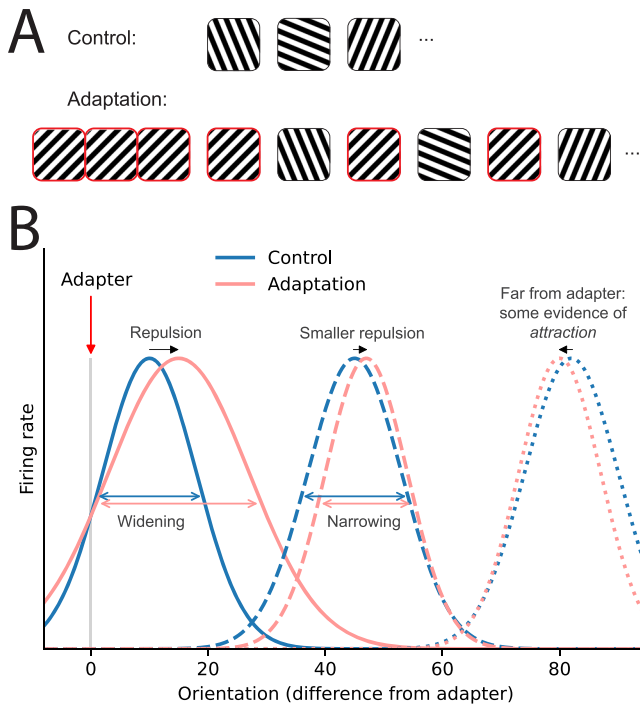 A
Control:
...
Adaptation:
...
B
Control
Adaptation
Adapter
Repulsion
Smaller repulsion
Far from adapter:
some evidence of
attraction
Firing rate
Widening
Narrowing
0 20 40 60 80
Orientation (difference from adapter)